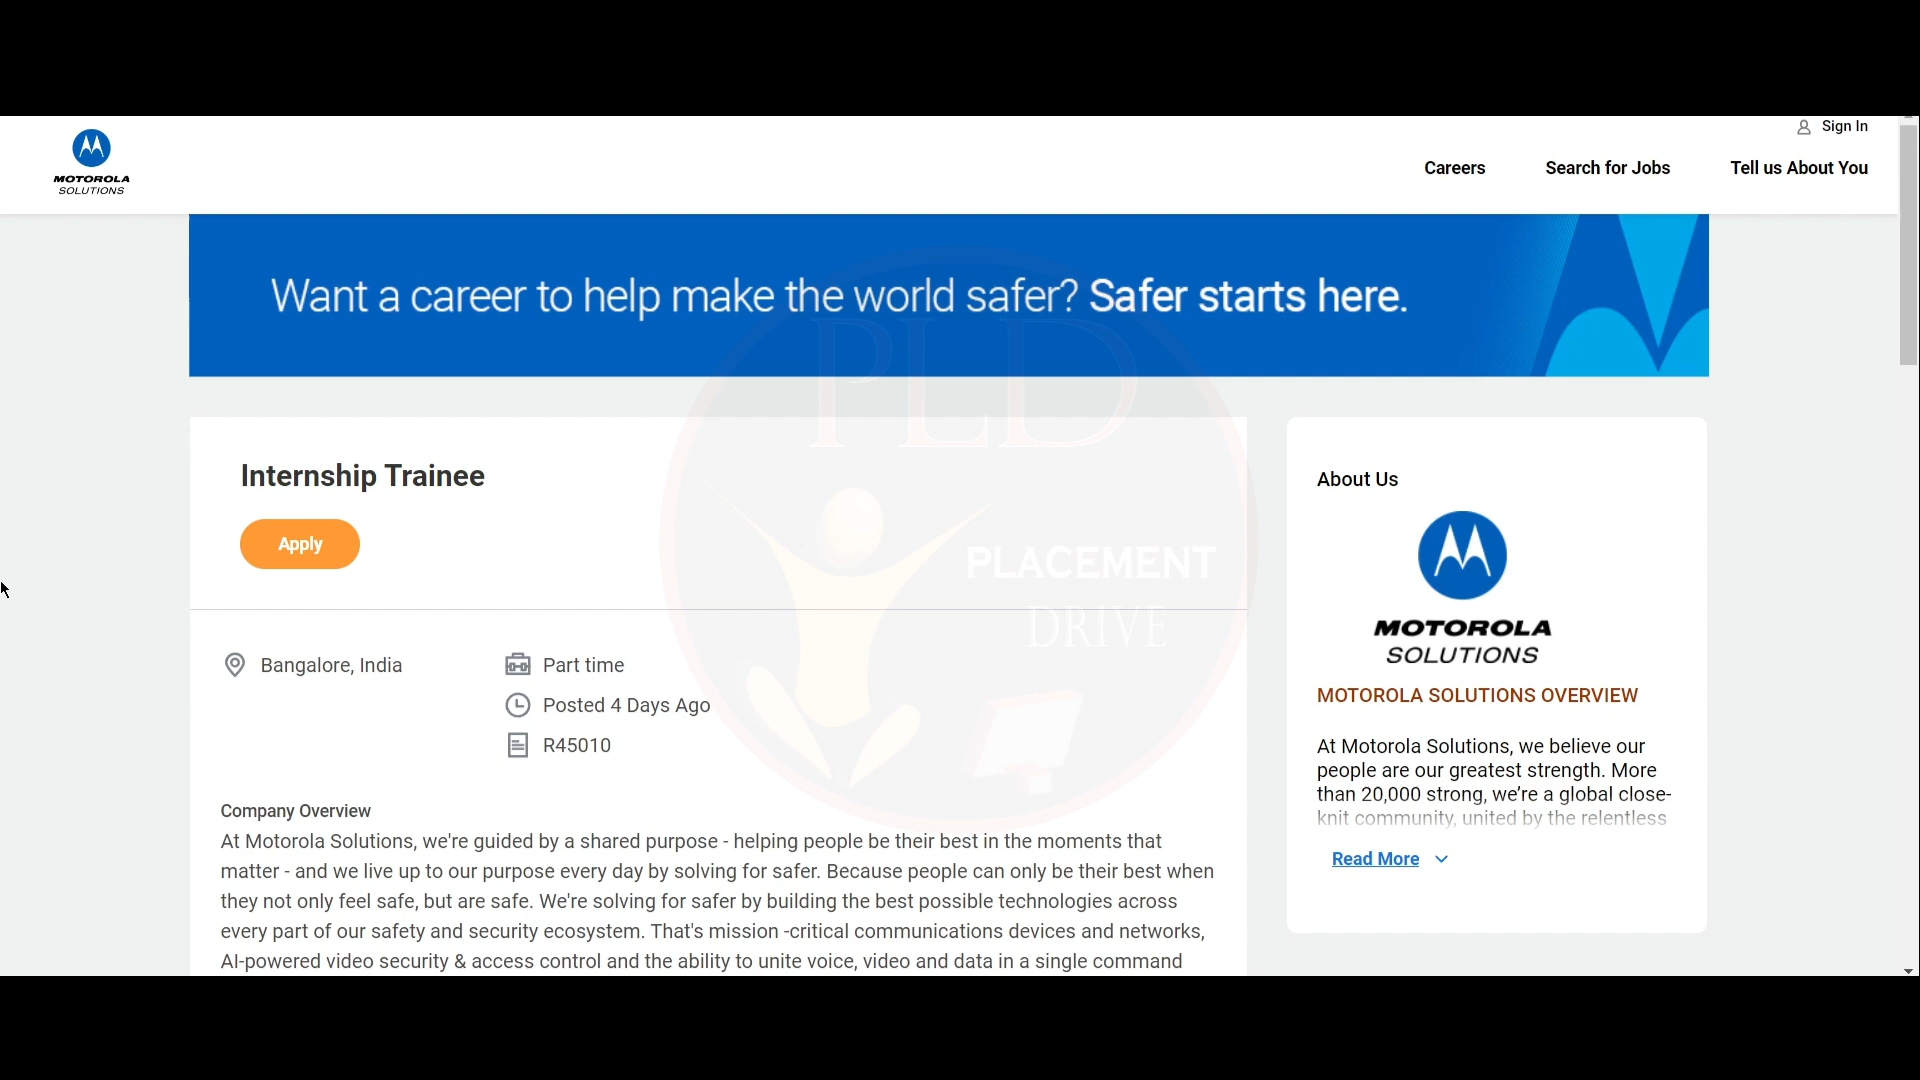 Sign In
MOTOROLA
SOLUTIONS
Careers
Search for Jobs
Tell us About You
Want a career to help make the world safer? Safer starts here.
PLD
PLACEMENT
DRIVE
Internship Trainee
Apply
Bangalore, India
Part time
Posted 4 Days Ago
R45010
Company Overview
At Motorola Solutions, we're guided by a shared purpose - helping people be their best in the moments that
matter - and we live up to our purpose every day by solving for safer. Because people can only be their best when
they not only feel safe, but are safe. We're solving for safer by building the best possible technologies across
every part of our safety and security ecosystem. That's mission -critical communications devices and networks,
AI-powered video security & access control and the ability to unite voice, video and data in a single command
About Us
MOTOROLA
SOLUTIONS
MOTOROLA SOLUTIONS OVERVIEW
At Motorola Solutions, we believe our
people are our greatest strength. More
than 20,000 strong, we’re a global close-
knit community, united by the relentless
Read More